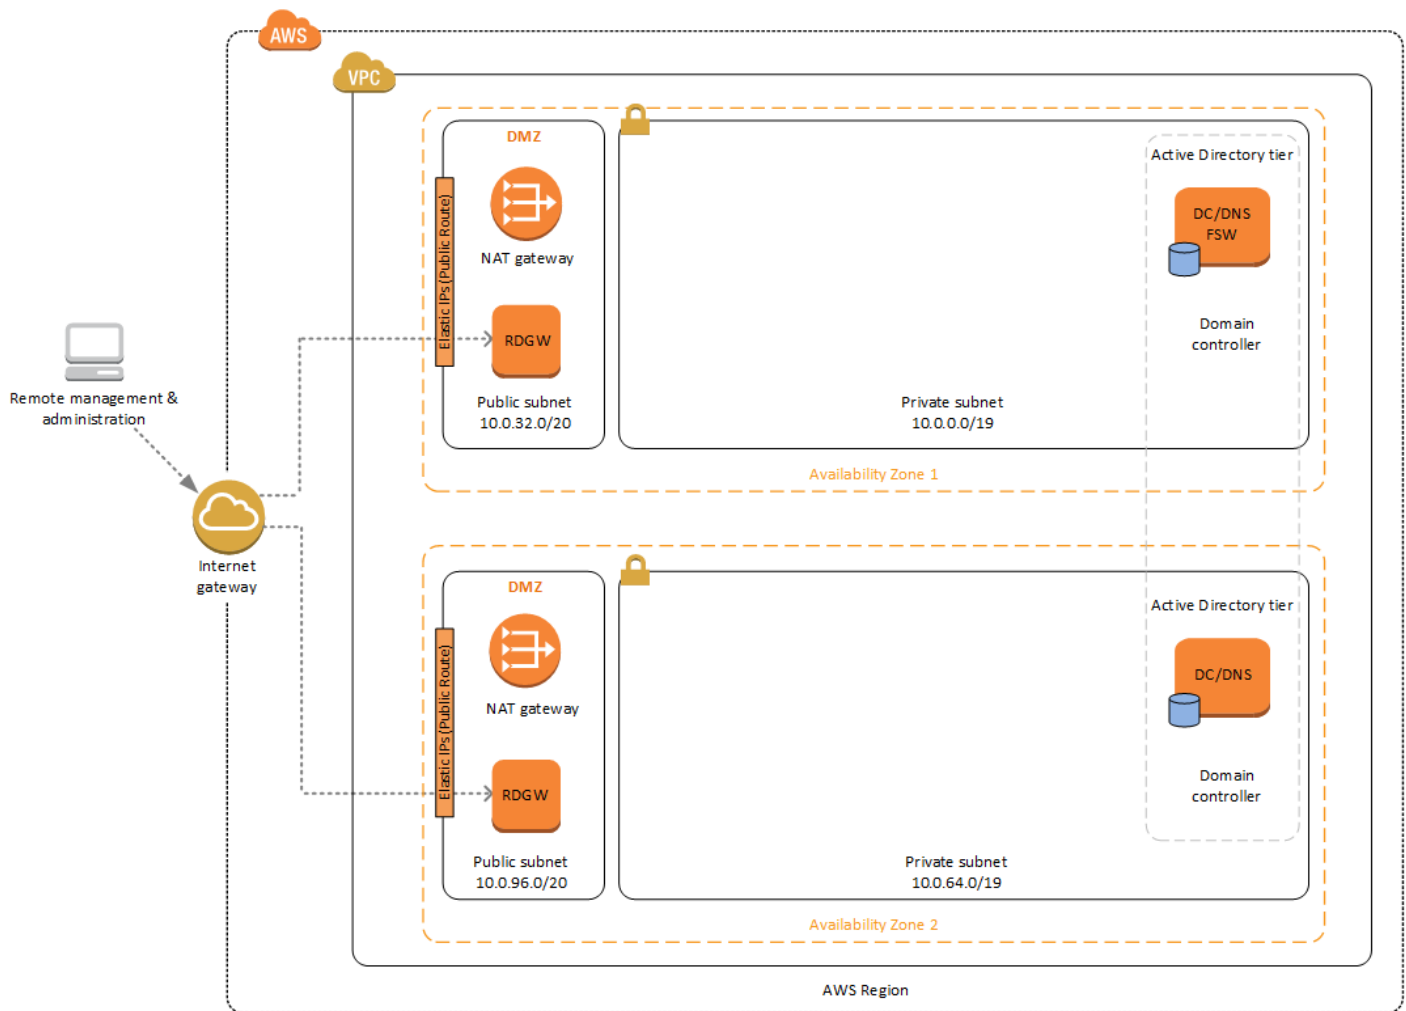 AWS
VPC
DMZ
Elastic IPs (Public Route)
NAT gateway
RDGW
Public subnet
10.0.32.0/20
Private subnet
10.0.0.0/19
Active Directory tier
DC/DNS
FSW
Domain
controller
Availability Zone 1
Remote management &
administration
Internet
gateway
DMZ
Elastic IPs (Public Route)
NAT gateway
RDGW
Public subnet
10.0.96.0/20
Private subnet
10.0.64.0/19
Active Directory tier
DC/DNS
Domain
controller
Availability Zone 2
AWS Region